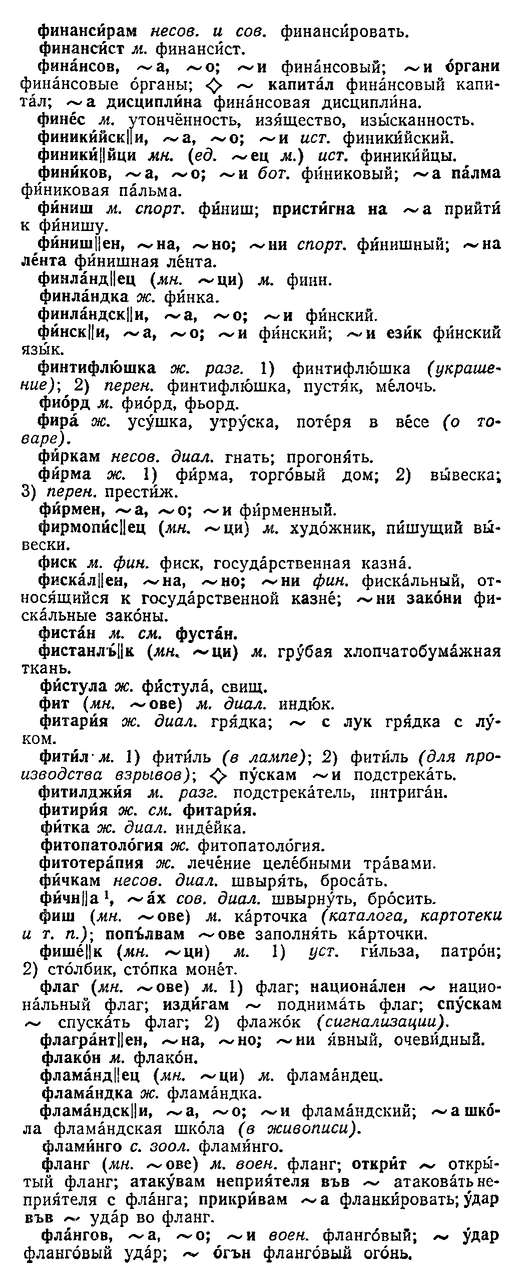 финанси́рам несов. и сов. финанси́ровать.
финанси́ст м. финанси́ст.
фина́нсов, ~а, ~о; ~и фина́нсовый; ~и о́ргани
фина́нсовые о́рганы; ◇ ~ капита́л фина́нсовый капи-
та́л; ~а дисципли́на фина́нсовая дисципли́на.
фине́с м. утончённость, изя́щество, изы́сканность.
финики́йск||и, ~а, ~о; ~и ист. финики́йский.
финики́||йци мн. (ед. ~ец м.) ист. финики́йцы.
фи́ников, ~а, ~о; ~и бот. фи́никовый; ~а па́лма
фи́никовая па́льма.
фи́ниш м. спорт. фи́ниш; присти́гна на ~а прийти́
к фи́нишу.
фи́ниш||ен, ~на, ~но; ~ни спорт. фи́нишный; ~на
ле́нта фи́нишная ле́нта.
финла́нд||ец (мн. ~ци) м. финн.
финла́ндка ж. фи́нка.
финла́ндск||и, ~а, ~о; ~и фи́нский.
фи́нск||и, ~а, ~о; ~и фи́нский; ~и ези́к фи́нский
язы́к.
финтифлю́шка ж. разг. 1) финтифлю́шка (украше-
ние); 2) перен. финтифлю́шка, пустя́к, ме́лочь.
фио́рд м. фио́рд, фьорд.
фира́ ж. усу́шка, утру́ска, поте́ря в ве́се (о то-
варе).
фи́ркам несов. диал. гнать; прогоня́ть.
фи́рма ж. 1) фи́рма, торго́вый дом; 2) вы́веска;
3) перен. прести́ж.
фи́рмен, ~а, ~о; ~и фи́рменный.
фирмопи́с||ец (мн. ~ци) м. худо́жник, пи́шущий вы́-
вески.
фиск м. фин. фиск, госуда́рственная казна́.
фиска́л||ен, ~на, ~но; ~ни фин. фиска́льный, от-
нося́щийся к госуда́рственной казне́; ~ни зако́ни фи-
ска́льные зако́ны.
фиста́н м. см. фуста́н.
фистанлъ́||к (мн. ~ци) м. гру́бая хлопчатобума́жная
ткань.
фи́стула ж. фи́стула́, свищ.
фит (мн. ~ове) м. диал. индю́к.
фитари́я ж. диал. гря́дка; ~ с лук гря́дка с лу́-
ком.
фити́л м. 1) фити́ль (в лампе); 2) фити́ль (для про-
изводства взрывов); ◇ пу́скам ~и подстрека́ть.
фитилджи́я м. разг. подстрека́тель, интрига́н.
фитири́я ж. см. фитари́я.
фи́тка ж. диал. инде́йка.
фитопатоло́гия ж. фитопатоло́гия.
фитотера́пия ж. лече́ние целе́бными тра́вами.
фи́чкам несов. диал. швыря́ть, броса́ть.
фи́чн||а ¹, ~ах сов. диал. швырну́ть, бро́сить.
фиш (мн. ~ове) м. ка́рточка (каталога, картотеки
и т. п.); попъ́лвам ~ове заполня́ть ка́рточки.
фише́||к (мн. ~ци) м. 1) уст. ги́льза, патро́н;
2) сто́лбик, сто́пка моне́т.
флаг (мн. ~ове) м. 1) флаг; национа́лен ~ нацио-
на́льный флаг; изди́гам ~ поднима́ть флаг; спу́скам
~ спуска́ть флаг; 2) флажо́к (сигнализации).
флагра́нт||ен, ~на, ~но; ~ни я́вный, очеви́дный.
флако́н м. флако́н.
флама́нд||ец (мн. ~ци) м. флама́ндец.
флама́ндка ж. флама́ндка.
флама́ндск||и, ~а, ~о; ~и флама́ндский; ~а шко́-
ла флама́ндская шко́ла (в живописи).
флами́нго с. зоол. флами́нго.
фланг (мн. ~ове) м. воен. фланг; откри́т ~ откры́-
тый фланг; атаку́вам неприя́теля във ~ атакова́ть не-
прия́теля с фла́нга; прикри́вам ~а фланки́ровать; у́дар
във ~ уда́р во фланг.
фла́нгов, ~а, ~о; ~и воен. фланго́вый; ~ у́дар
фланго́вый уда́р; ~ о́гън фланго́вый ого́нь.